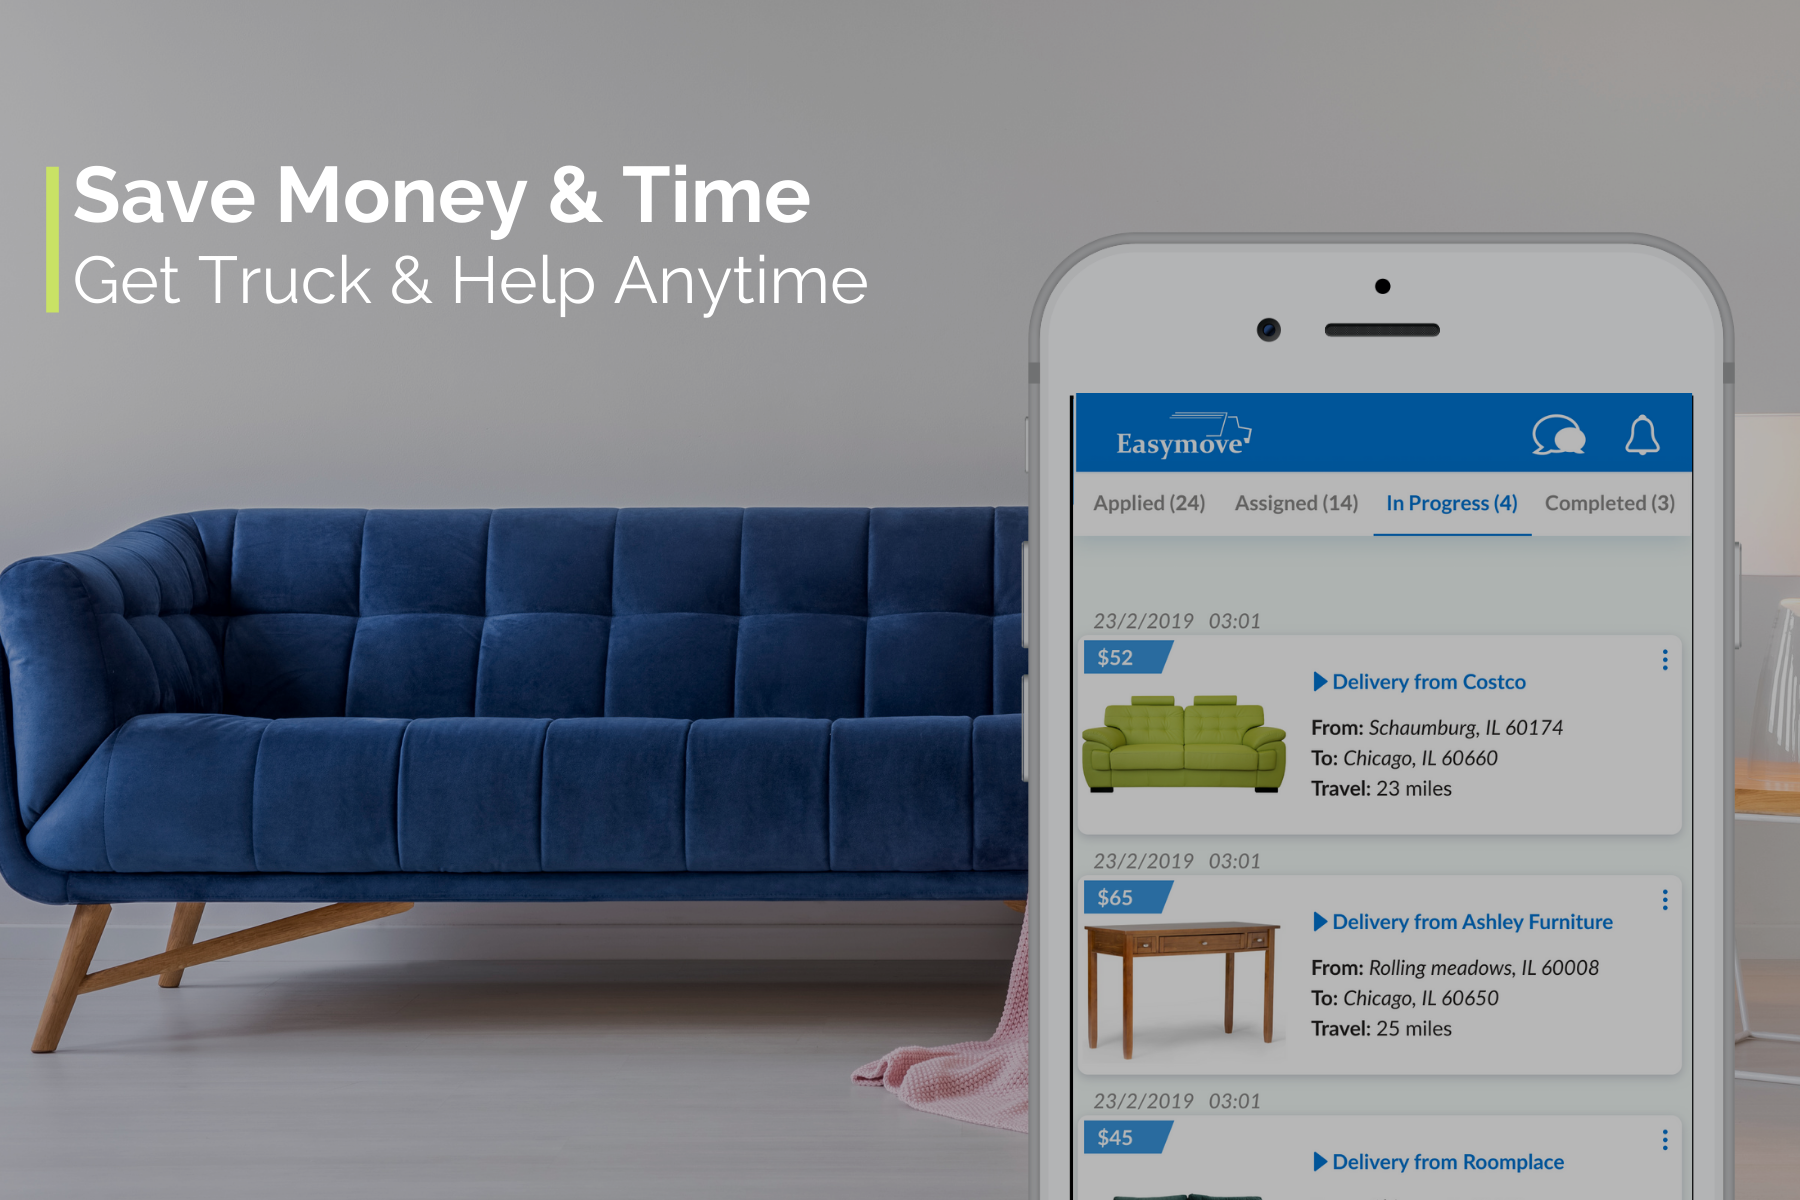 Save Money & Time
Get Truck & Help Anytime
Easymove
Applied (24) Assigned (14) In Progress (4) Completed (3)
23/2/2019 03:01
$52
Delivery from Costco
From: Schaumburg, IL 60174
To: Chicago, IL 60660
Travel: 23 miles
23/2/2019 03:01
$65
Delivery from Ashley Furniture
From: Rolling meadows, IL 60008
To: Chicago, IL 60650
Travel: 25 miles
23/2/2019 03:01
$45
Delivery from Roomplace